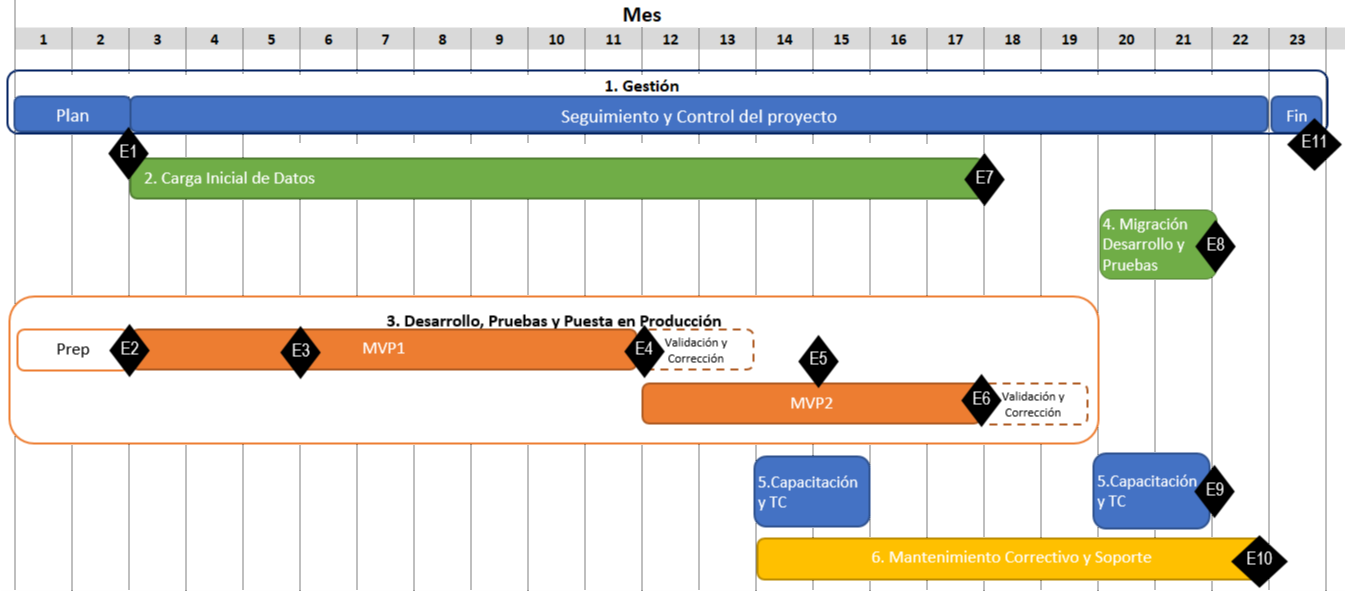 Mes
1 2 3 4 5 6 7 8 9 10 11 12 13 14 15 16 17 18 19 20 21 22 23
1. Gestión
Plan
Seguimiento y Control del proyecto
Fin
E1
E11
2. Carga Inicial de Datos
E7
4. Migración
Desarrollo y
Pruebas
E8
3. Desarrollo, Pruebas y Puesta en Producción
Prep
E2
E3
MVP1
E4
Validación y
Corrección
E5
MVP2
E6
Validación y
Corrección
5.Capacitación
y TC
5.Capacitación
y TC
E9
6. Mantenimiento Correctivo y Soporte
E10